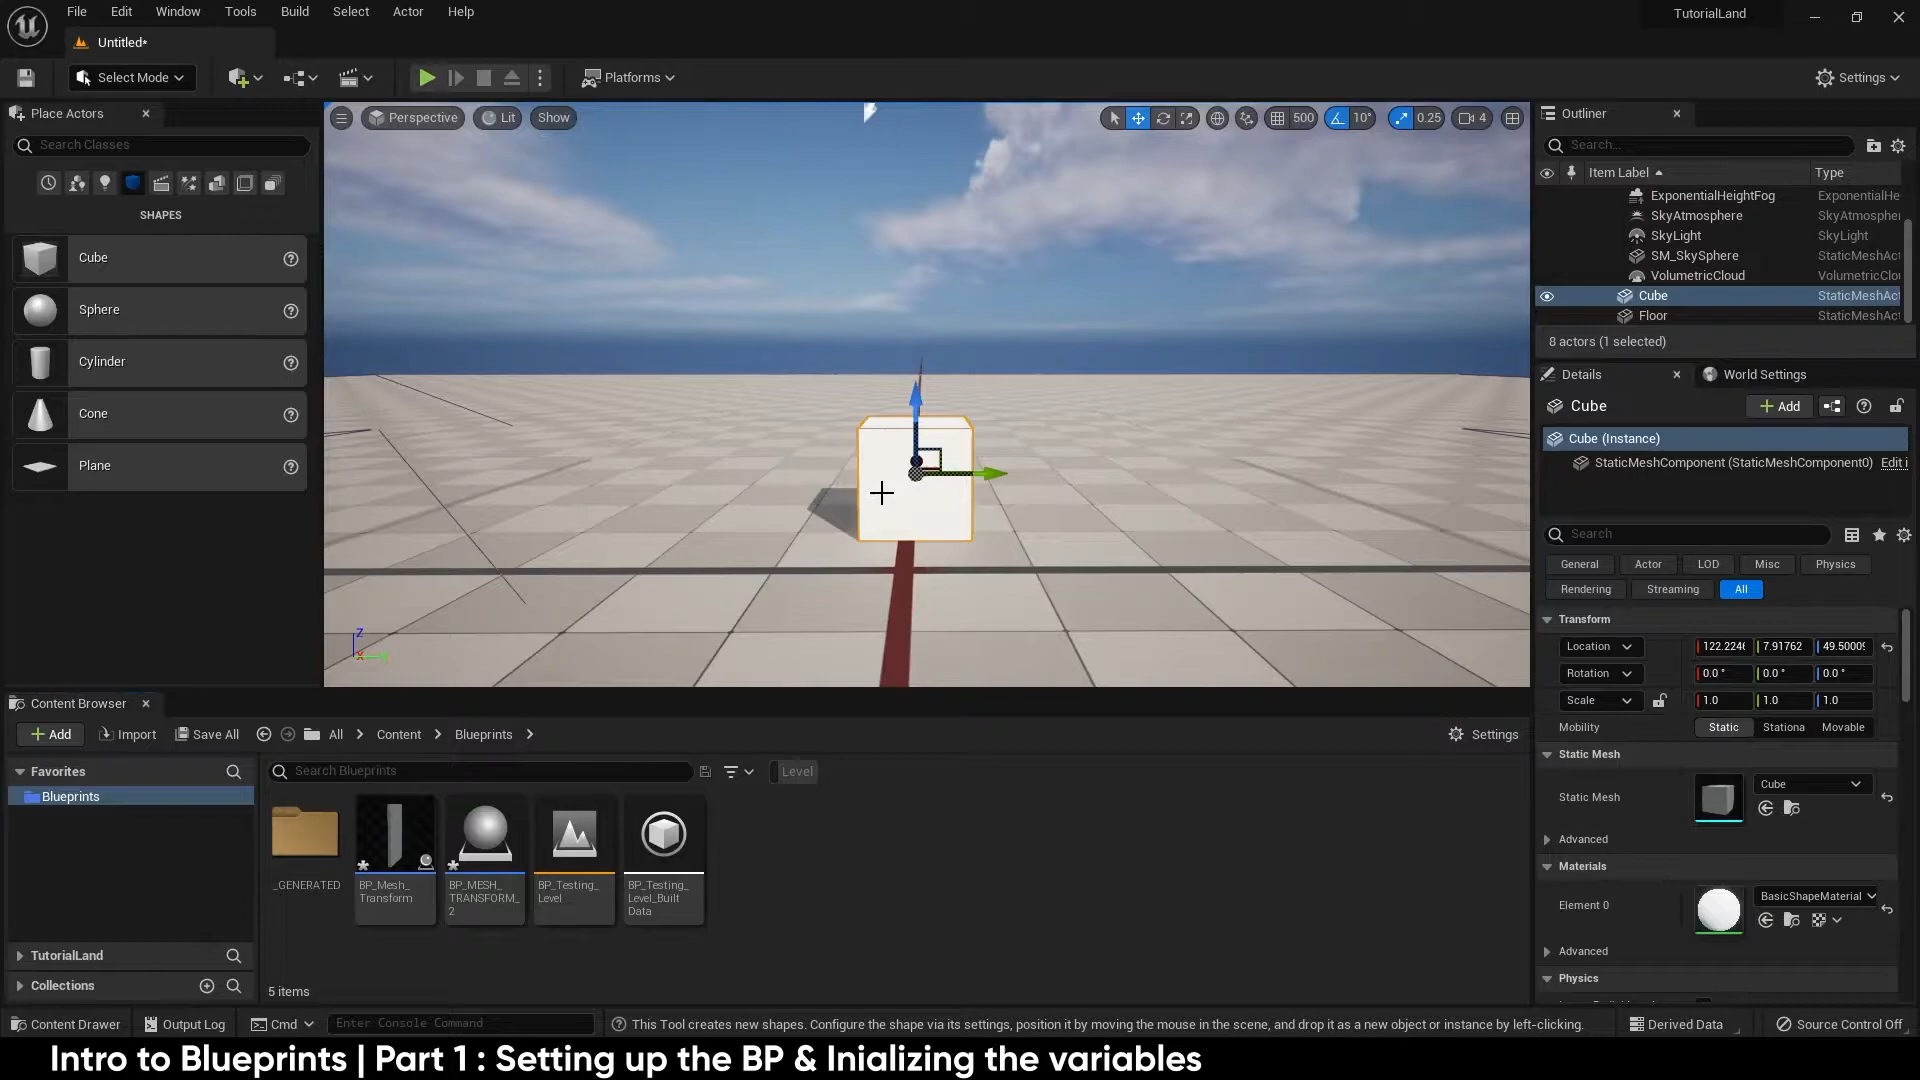 File Edit Window Tools Build Select Actor Help
TutorialLand
Untitled*
Select Mode
Platforms
Settings
Place Actors
Search Classes
SHAPES
Cube
Sphere
Cylinder
Cone
Plane
Perspective
Lit
Show
500
10°
0.25
4
Z
Outliner
Search...
Item Label
Type
ExponentialHeightFog ExponentialHe
SkyAtmosphere SkyAtmospher
SkyLight SkyLight
SM_SkySphere StaticMeshAct
VolumetricCloud VolumetricClou
Cube StaticMeshAct
Floor StaticMeshAct
8 actors (1 selected)
Details
World Settings
Cube
Add
Cube (Instance)
StaticMeshComponent (StaticMeshComponent0) Edit i
Search
General Actor LOD Misc Physics
Rendering Streaming All
Transform
Location 122.2246 7.91762 49.50009
Rotation 0.0 ° 0.0 ° 0.0 °
Scale 1.0 1.0 1.0
Mobility Static Stationa Movable
Static Mesh
Static Mesh
Cube
Advanced
Materials
Element 0
BasicShapeMaterial
Advanced
Physics
Content Browser
Add Import Save All All Content Blueprints
Settings
Favorites
Blueprints
TutorialLand
Collections
Search Blueprints
Level
_GENERATED
BP_Mesh_
Transform
BP_MESH_
TRANSFORM_
2
BP_Testing_
Level
BP_Testing_
Level_Built
Data
5 items
Content Drawer
Output Log
Cmd
Enter Console Command
This Tool creates new shapes. Configure the shape via its settings, position it by moving the mouse in the scene, and drop it as a new object or instance by left-clicking.
Derived Data
Source Control Off
Intro to Blueprints | Part 1 : Setting up the BP & Inializing the variables